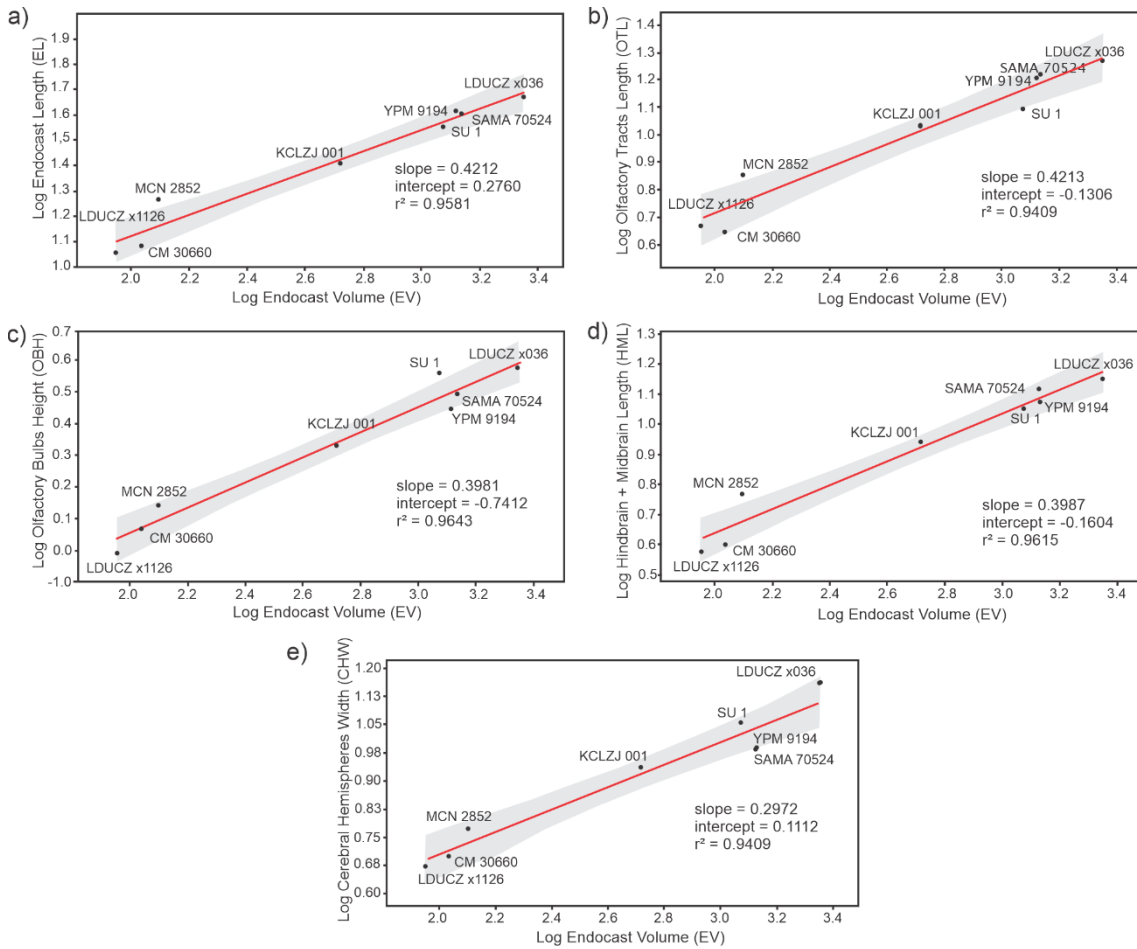 a)
Log Endocast Length (EL)
1.9
1.8
1.7
1.6
1.5
1.4
1.3
1.2
1.1
1.0
LDUCZ x036
YPM 9194
SAMA 70524
SU 1
KCLZJ 001
MCN 2852
LDUCZ x1126
CM 30660
slope = 0.4212
intercept = 0.2760
r² = 0.9581
2.0 2.2 2.4 2.6 2.8 3.0 3.2 3.4
Log Endocast Volume (EV)
b)
Log Olfactory Tracts Length (OTL)
1.4
1.3
1.2
1.1
1.0
0.9
0.8
0.7
0.6
LDUCZ x036
SAMA 70524
YPM 9194
SU 1
KCLZJ 001
MCN 2852
LDUCZ x1126
CM 30660
slope = 0.4213
intercept = -0.1306
r² = 0.9409
2.0 2.2 2.4 2.6 2.8 3.0 3.2 3.4
Log Endocast Volume (EV)
c)
Log Olfactory Bulbs Height (OBH)
0.7
0.6
0.5
0.4
0.3
0.2
0.1
0.0
-1.0
SU 1
LDUCZ x036
SAMA 70524
YPM 9194
KCLZJ 001
MCN 2852
CM 30660
LDUCZ x1126
slope = 0.3981
intercept = -0.7412
r² = 0.9643
2.0 2.2 2.4 2.6 2.8 3.0 3.2 3.4
Log Endocast Volume (EV)
d)
Log Hindbrain + Midbrain Length (HML)
1.3
1.2
1.1
1.0
0.9
0.8
0.7
0.6
0.5
LDUCZ x036
SAMA 70524
YPM 9194
SU 1
KCLZJ 001
MCN 2852
CM 30660
LDUCZ x1126
slope = 0.3987
intercept = -0.1604
r² = 0.9615
2.0 2.2 2.4 2.6 2.8 3.0 3.2 3.4
Log Endocast Volume (EV)
e)
Log Cerebral Hemispheres Width (CHW)
1.20
1.13
1.05
0.98
0.90
0.83
0.75
0.68
0.60
LDUCZ x036
SU 1
YPM 9194
SAMA 70524
KCLZJ 001
MCN 2852
CM 30660
LDUCZ x1126
slope = 0.2972
intercept = 0.1112
r² = 0.9409
2.0 2.2 2.4 2.6 2.8 3.0 3.2 3.4
Log Endocast Volume (EV)